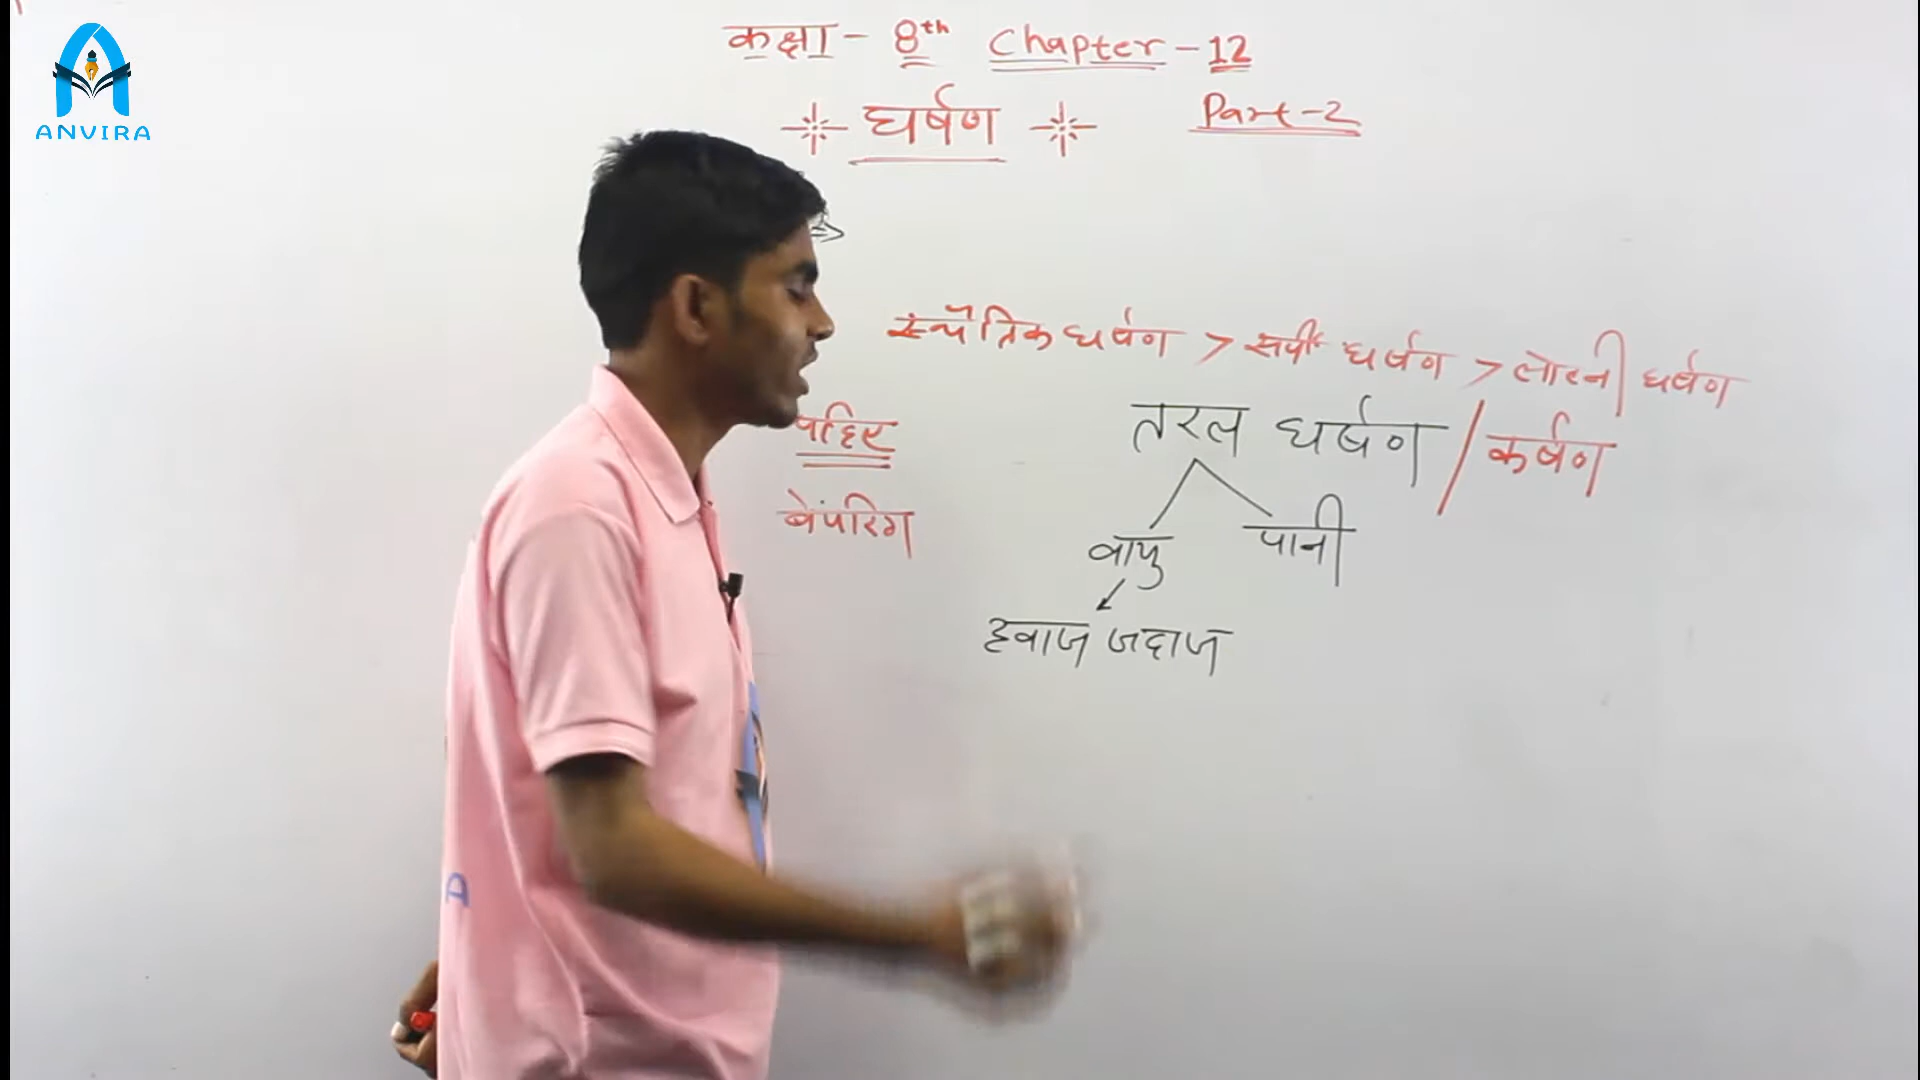 ANVIRA
कक्षा - 8th Chapter - 12
घर्षण
Part-2
स्थैतिक घर्षण > सर्पी घर्षण > लोटनी घर्षण
तरल घर्षण / कर्षण
पहिए
वायु पानी
हवाज जहाज
A